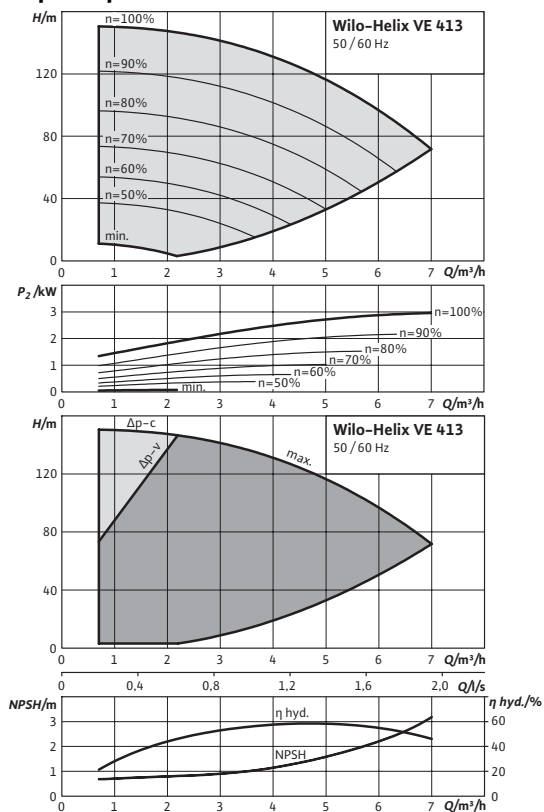 H/m
n=100%
Wilo-Helix VE 413
50 / 60 Hz
120
n=90%
n=80%
80
n=70%
n=60%
40
n=50%
min.
0
0 1 2 3 4 5 6 7 Q/m³/h
P₂/kW
3
n=100%
n=90%
2
n=80%
n=70%
1
n=60%
n=50%
min.
0
0 1 2 3 4 5 6 7 Q/m³/h
H/m
Δp-c
Wilo-Helix VE 413
50 / 60 Hz
Δp-v
max.
120
80
40
0
0 1 2 3 4 5 6 7 Q/m³/h
0 0,4 0,8 1,2 1,6 2,0 Q/l/s
NPSH/m
η hyd./%
η hyd.
3 60
2 40
NPSH
1 20
0 0
0 1 2 3 4 5 6 7 Q/m³/h